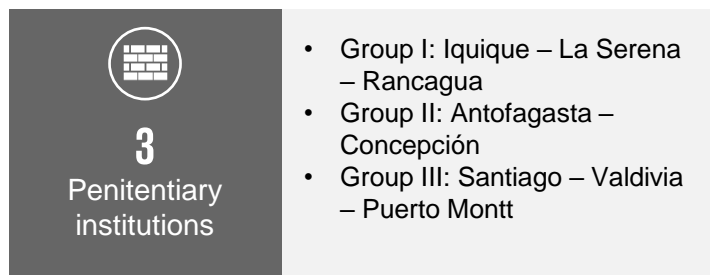 3
Penitentiary
institutions
• Group I: Iquique – La Serena
– Rancagua
• Group II: Antofagasta –
Concepción
• Group III: Santiago – Valdivia
– Puerto Montt